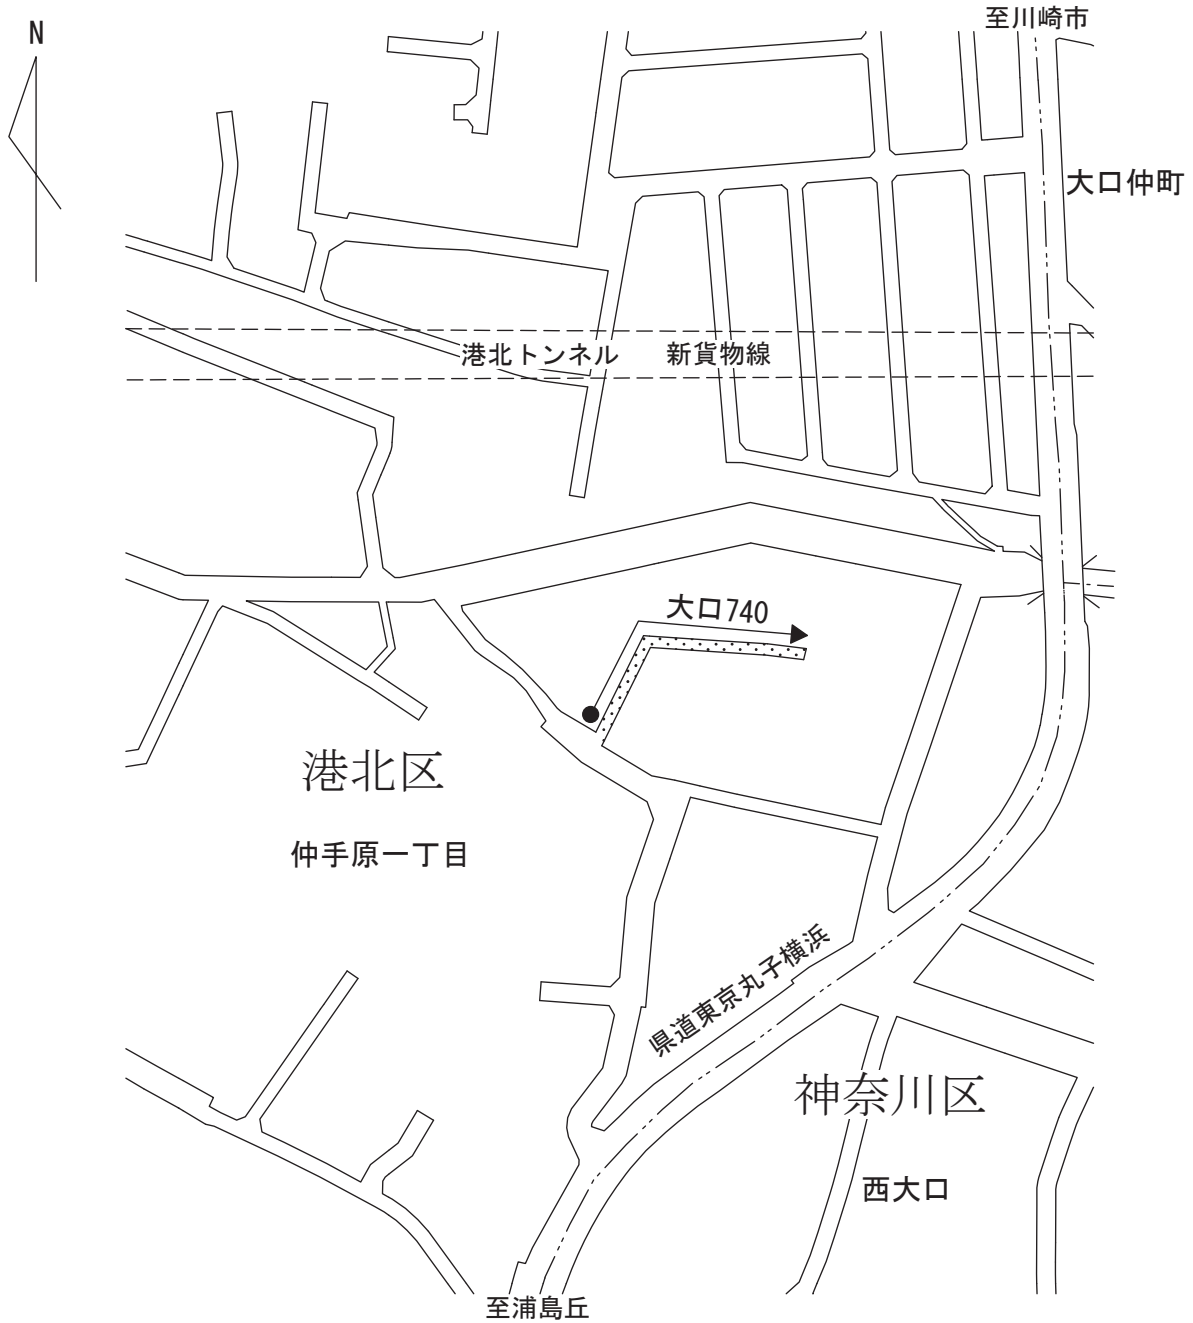 至川崎市
N
大口仲町
港北トンネル 新貨物線
大口740
港北区
仲手原一丁目
県道東京丸子横浜
神奈川区
西大口
至浦島丘